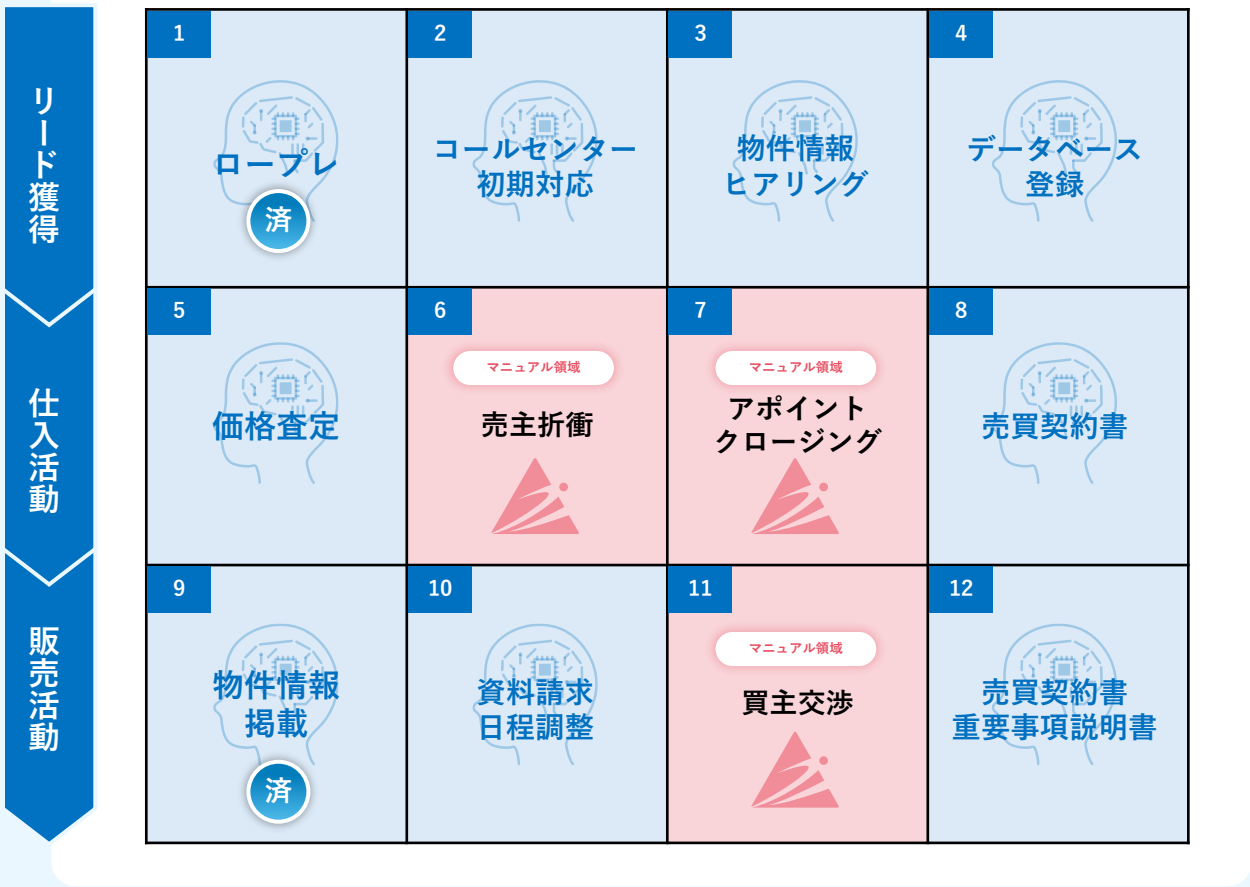 リード獲得
1
ロープレ
済
2
コールセンター
初期対応
3
物件情報
ヒアリング
4
データベース
登録
仕入活動
5
価格査定
6
マニュアル領域
売主折衝
7
マニュアル領域
アポイント
クロージング
8
売買契約書
販売活動
9
物件情報
掲載
済
10
資料請求
日程調整
11
マニュアル領域
買主交渉
12
売買契約書
重要事項説明書